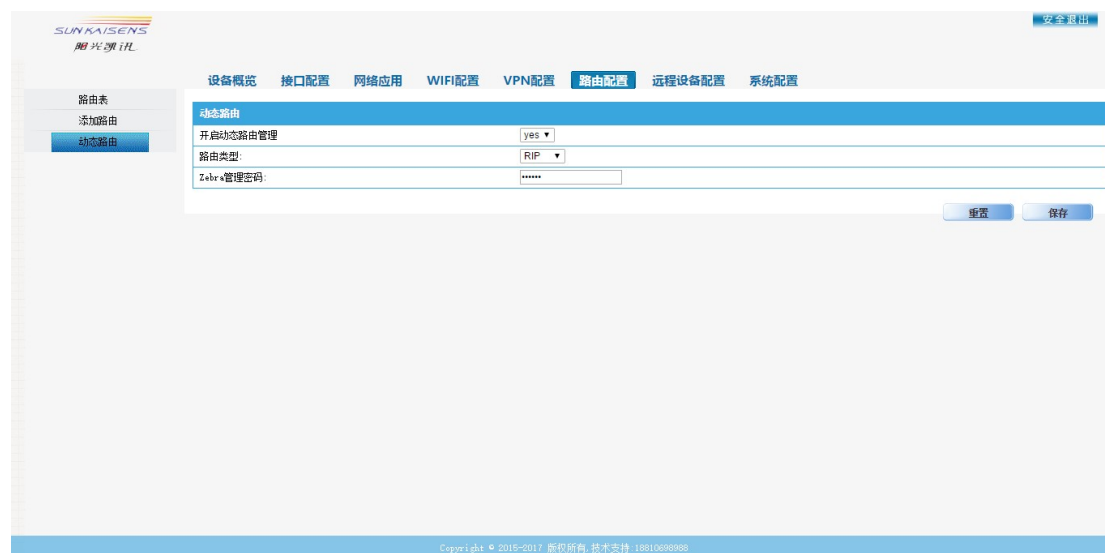 SUNKAISENS
阳光凯讯
安全退出
设备概览 接口配置 网络应用 WIFI配置 VPN配置 路由配置 远程设备配置 系统配置
路由表
添加路由
动态路由
动态路由
开启动态路由管理 yes
路由类型: RIP
Zebra管理密码: ••••••
重置 保存
Copyright © 2015-2017 版权所有,技术支持:18810698988